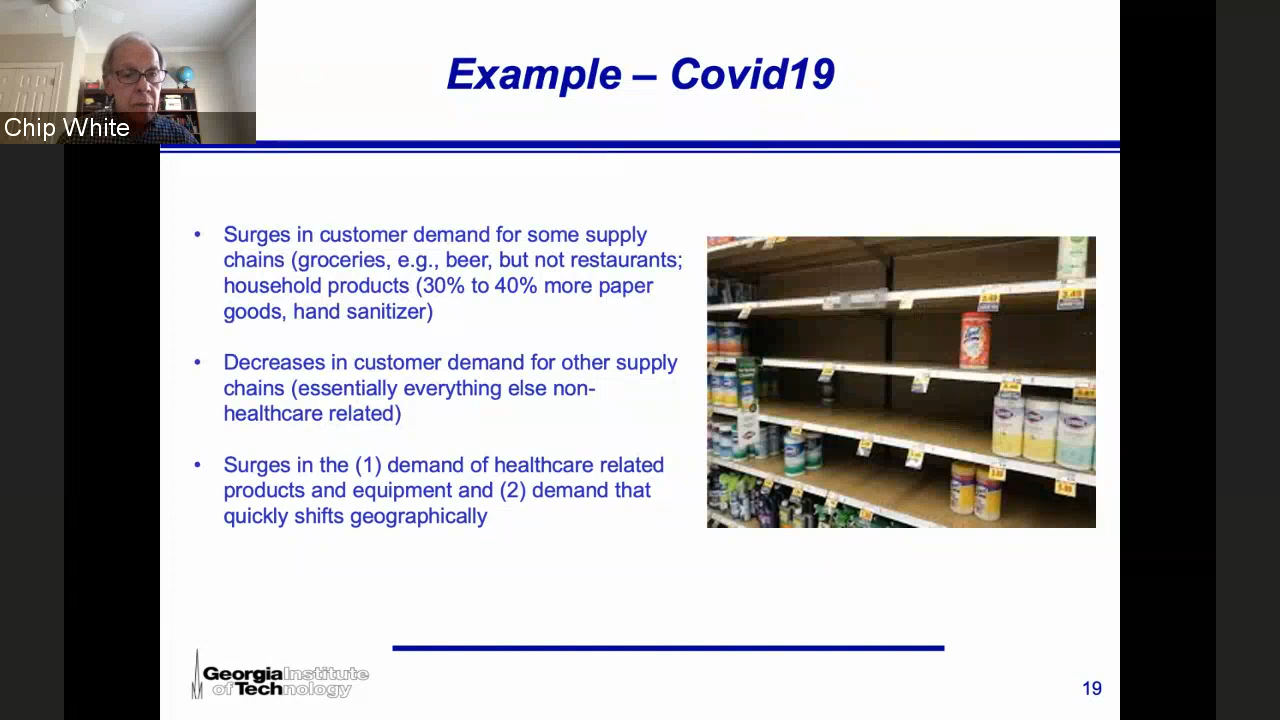 Example – Covid19
Chip White
• Surges in customer demand for some supply
chains (groceries, e.g., beer, but not restaurants;
household products (30% to 40% more paper
goods, hand sanitizer)
• Decreases in customer demand for other supply
chains (essentially everything else non-
healthcare related)
• Surges in the (1) demand of healthcare related
products and equipment and (2) demand that
quickly shifts geographically
Georgia Institute
of Technology
19